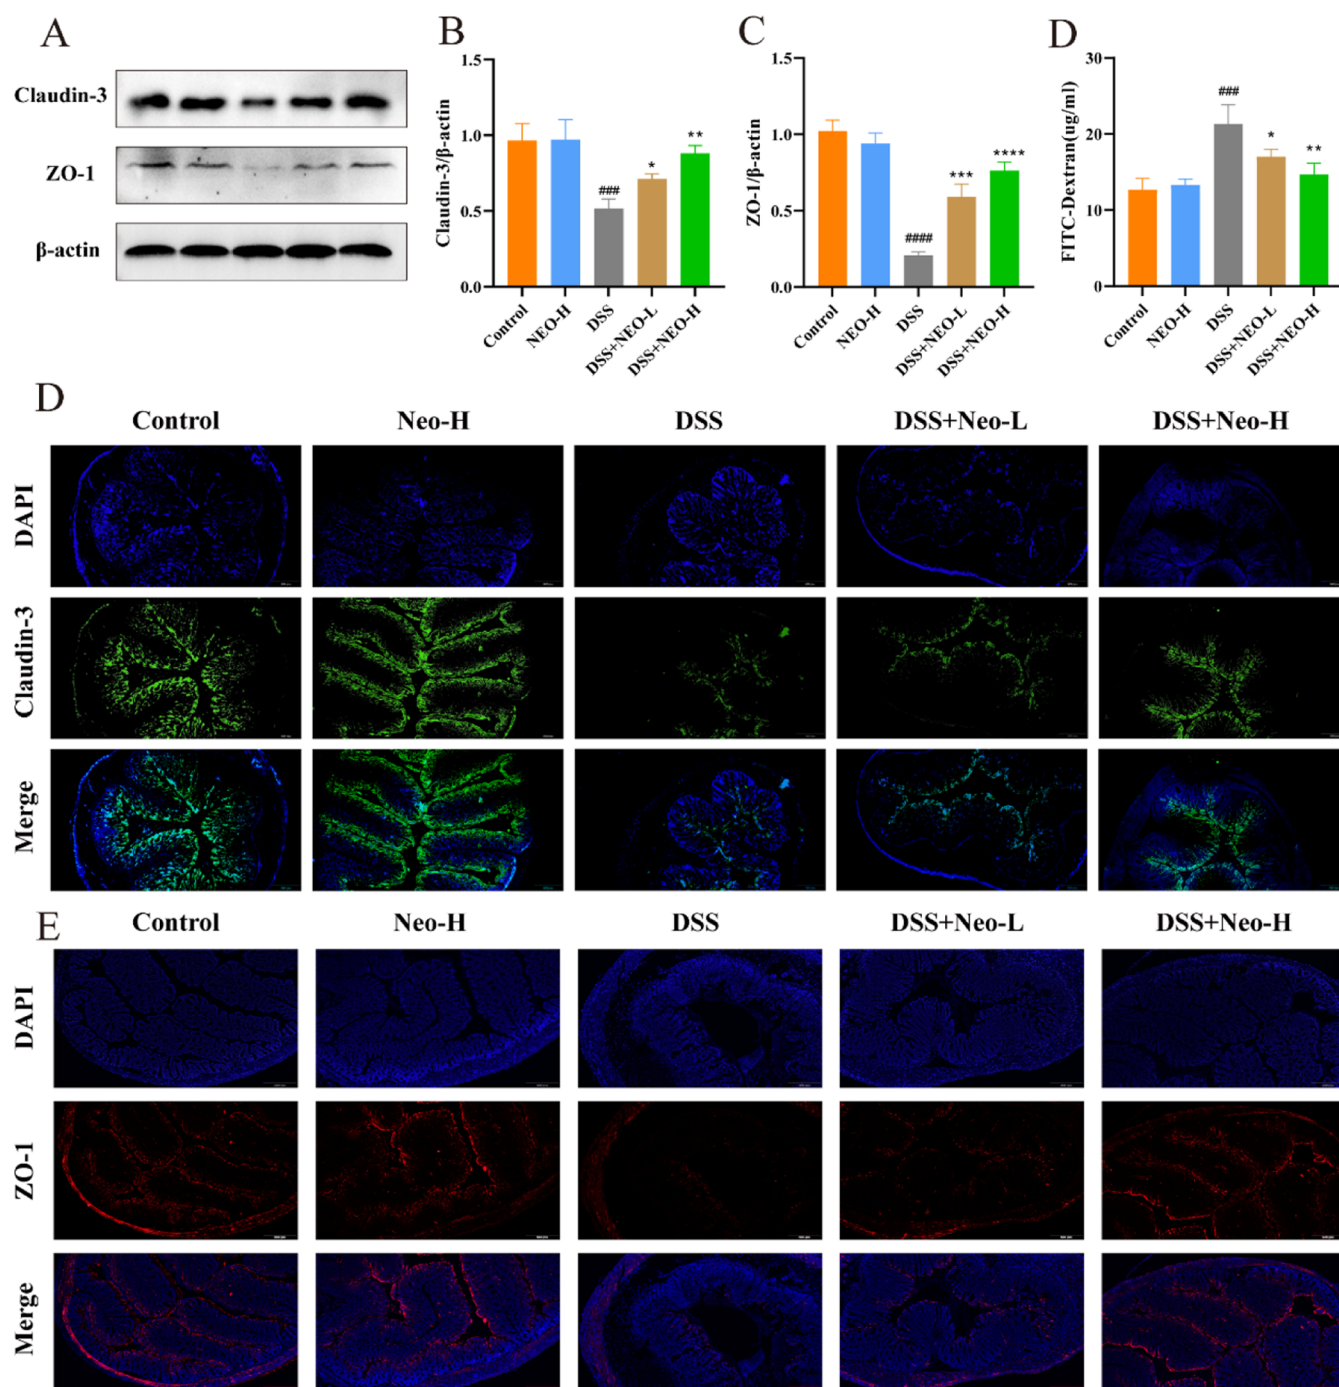 A
Claudin-3
ZO-1
β-actin
B
Claudin-3/β-actin
1.5
1.0
0.5
0.0
###
*
**
Control
NEO-H
DSS
DSS+NEO-L
DSS+NEO-H
C
ZO-1/β-actin
1.5
1.0
0.5
0.0
####
***
****
Control
NEO-H
DSS
DSS+NEO-L
DSS+NEO-H
D
FITC-Dextran(ug/ml)
30
20
10
0
###
*
**
Control
NEO-H
DSS
DSS+NEO-L
DSS+NEO-H
D
Control Neo-H DSS DSS+Neo-L DSS+Neo-H
DAPI
Claudin-3
Merge
E
Control Neo-H DSS DSS+Neo-L DSS+Neo-H
DAPI
ZO-1
Merge